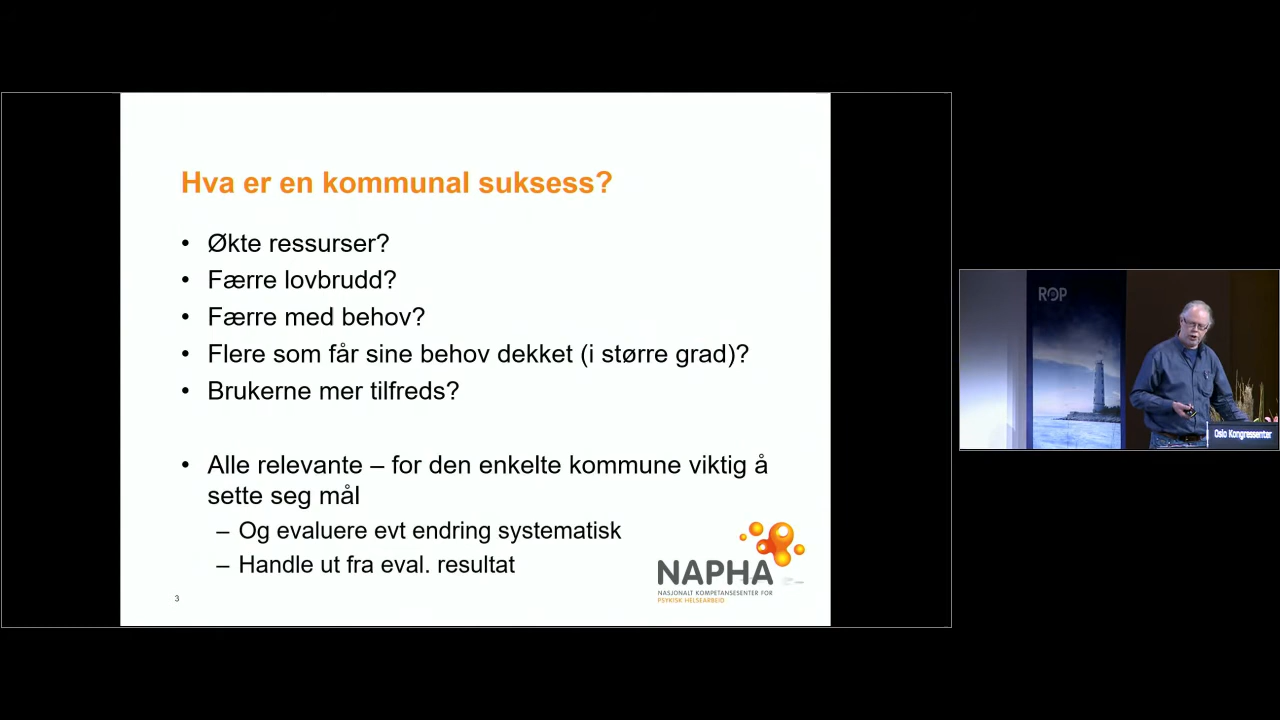 Hva er en kommunal suksess?
• Økte ressurser?
• Færre lovbrudd?
• Færre med behov?
• Flere som får sine behov dekket (i større grad)?
• Brukerne mer tilfreds?
• Alle relevante – for den enkelte kommune viktig å
sette seg mål
– Og evaluere evt endring systematisk
– Handle ut fra eval. resultat
3
NAPHA
NASJONALT KOMPETANSESENTER FOR
PSYKISK HELSEARBEID
ROP
Oslo Kongressenter